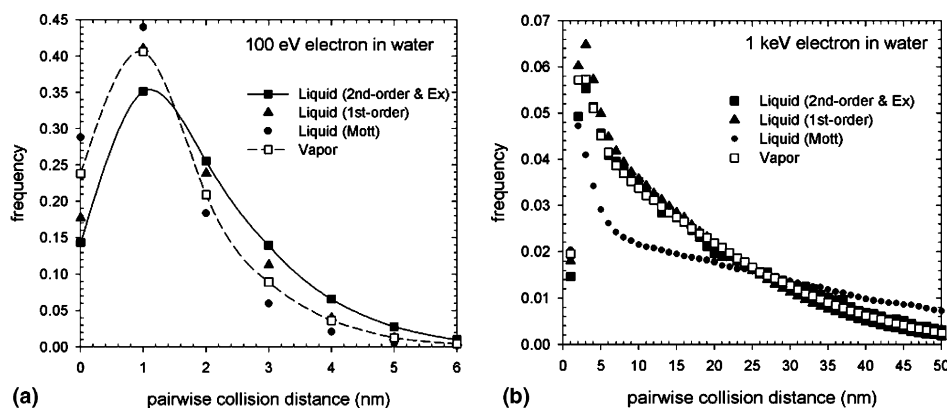 0.45
0.40
0.35
0.30
0.25
0.20
0.15
0.10
0.05
0.00
frequency
100 eV electron in water
Liquid (2nd-order & Ex)
Liquid (1st-order)
Liquid (Mott)
Vapor
0 1 2 3 4 5 6
pairwise collision distance (nm)
(a)
0.07
0.06
0.05
0.04
0.03
0.02
0.01
0.00
frequency
1 keV electron in water
Liquid (2nd-order & Ex)
Liquid (1st-order)
Liquid (Mott)
Vapor
0 5 10 15 20 25 30 35 40 45 50
pairwise collision distance (nm)
(b)